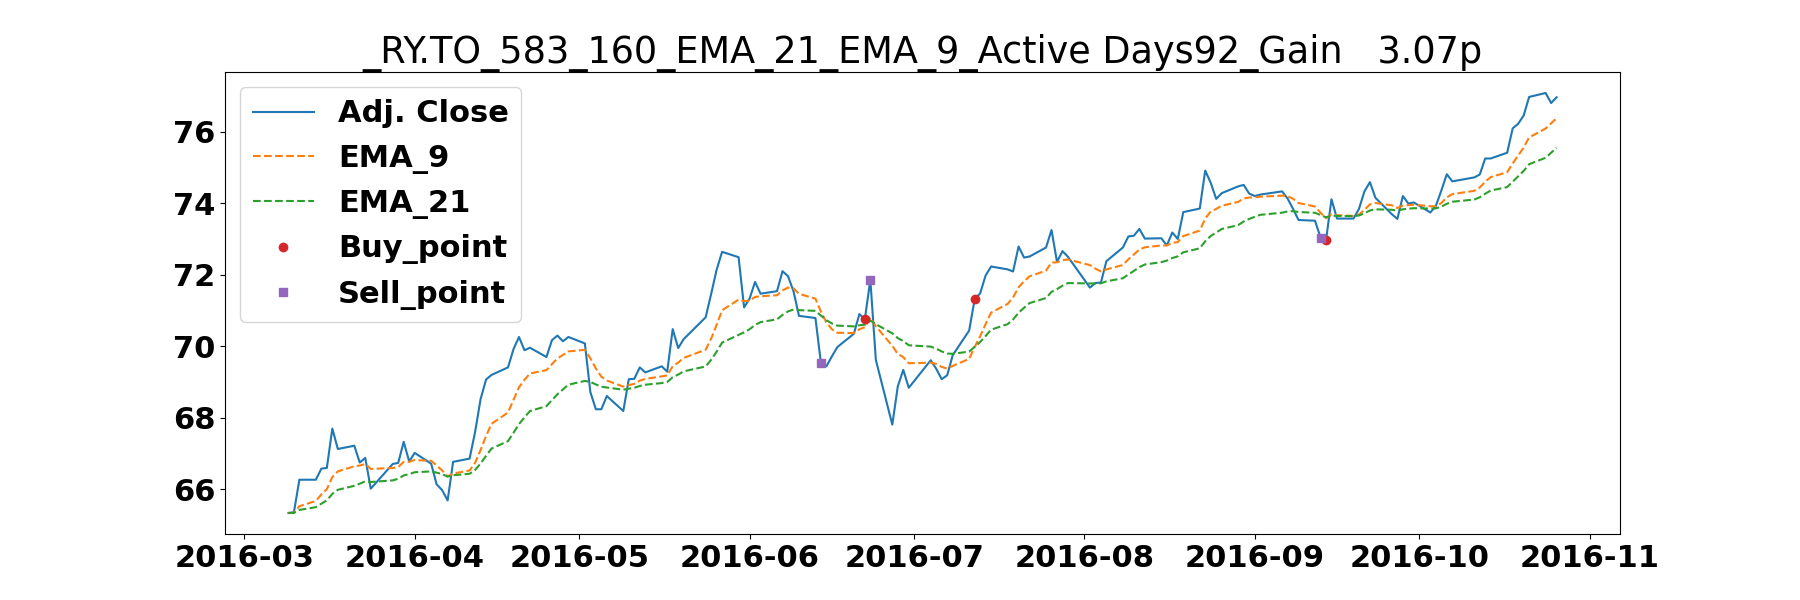 _RY.TO_583_160_EMA_21_EMA_9_Active Days92_Gain   3.07p
Adj. Close
EMA_9
EMA_21
Buy_point
Sell_point
76
74
72
70
68
66
2016-03 2016-04 2016-05 2016-06 2016-07 2016-08 2016-09 2016-10 2016-11